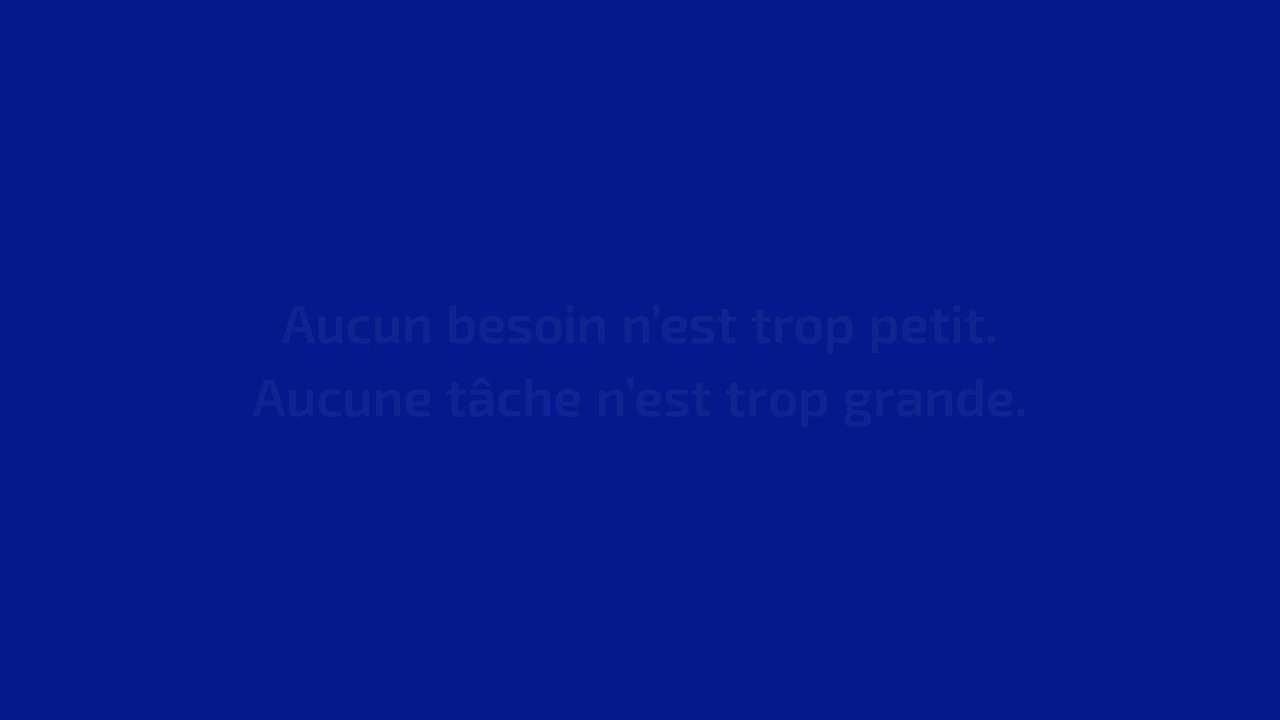 Aucun besoin n’est trop petit.
Aucune tâche n’est trop grande.